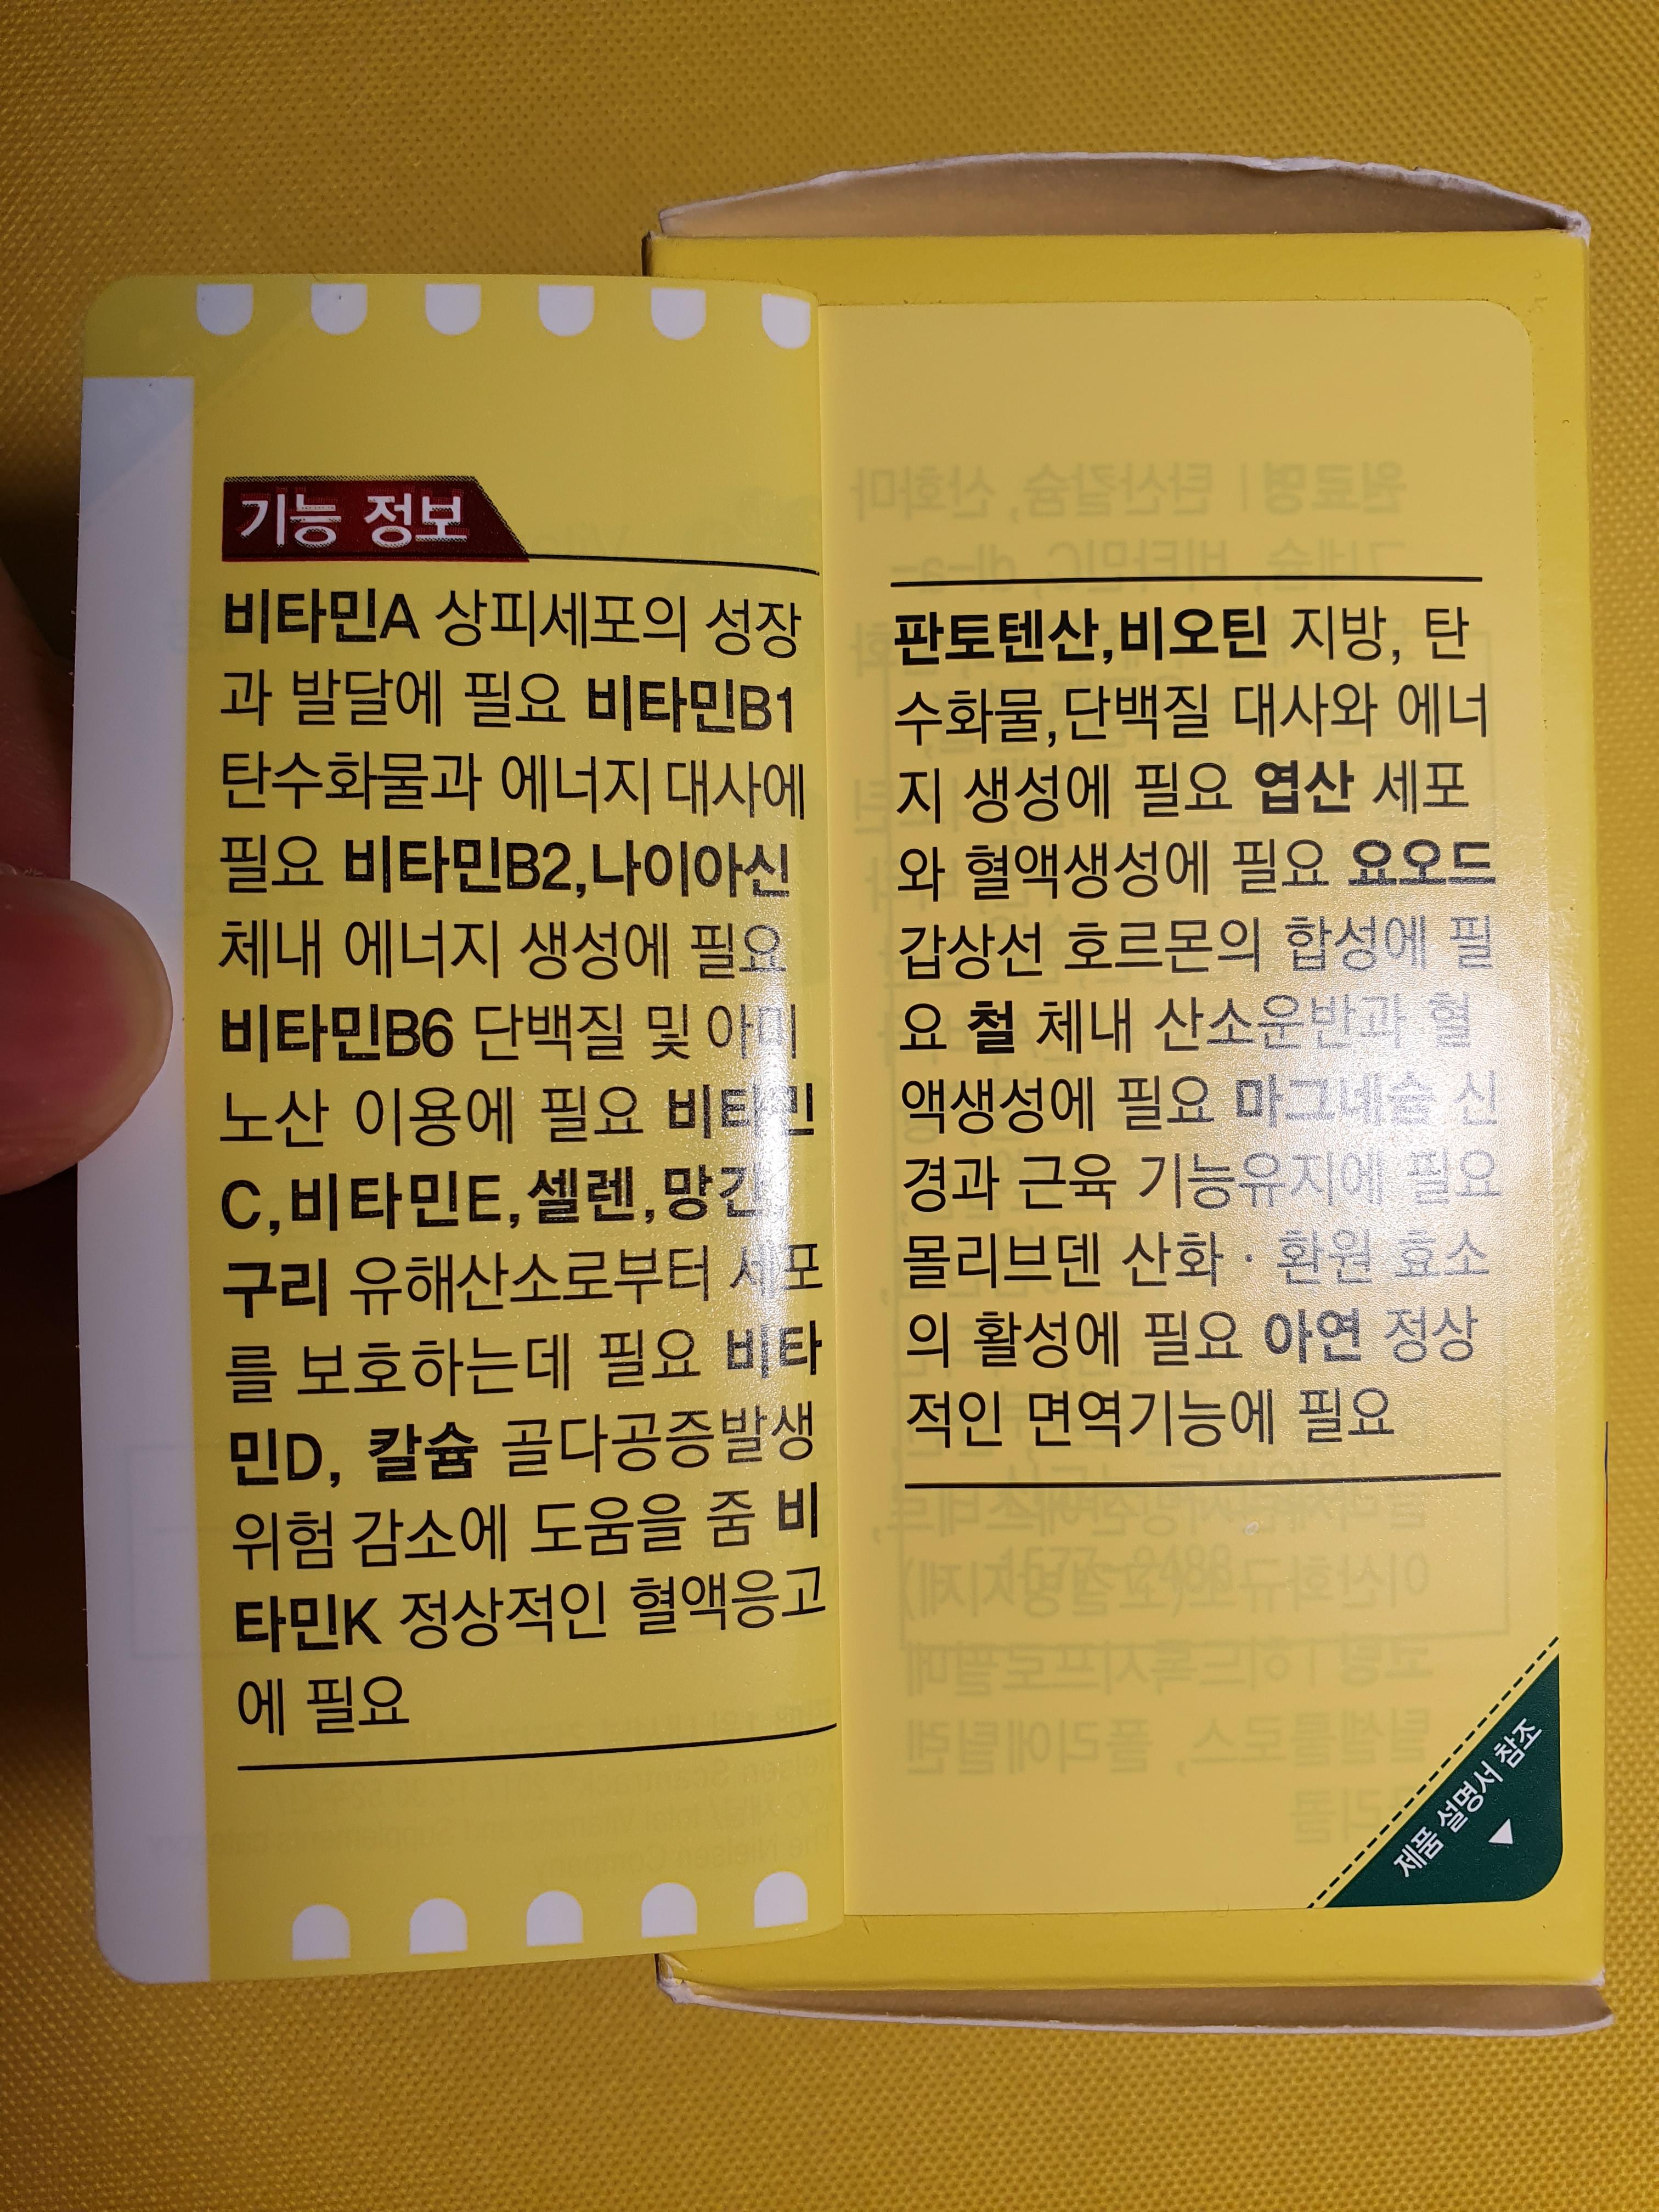 기능 정보
비타민A 상피세포의 성장
과 발달에 필요 비타민B1
탄수화물과 에너지 대사에
필요 비타민B2,나이아신
체내 에너지 생성에 필요
비타민B6 단백질 및 아미
노산 이용에 필요 비타민
C,비타민E,셀렌,망간,
구리 유해산소로부터 세포
를 보호하는데 필요 비타
민D, 칼슘 골다공증발생
위험 감소에 도움을 줌 비
타민K 정상적인 혈액응고
에 필요
판토텐산,비오틴 지방, 탄
수화물,단백질 대사와 에너
지 생성에 필요 엽산 세포
와 혈액생성에 필요 요오드
갑상선 호르몬의 합성에 필
요 철 체내 산소운반과 혈
액생성에 필요 마그네슘 신
경과 근육 기능유지에 필요
몰리브덴 산화·환원 효소
의 활성에 필요 아연 정상
적인 면역기능에 필요
제품 설명서 참조